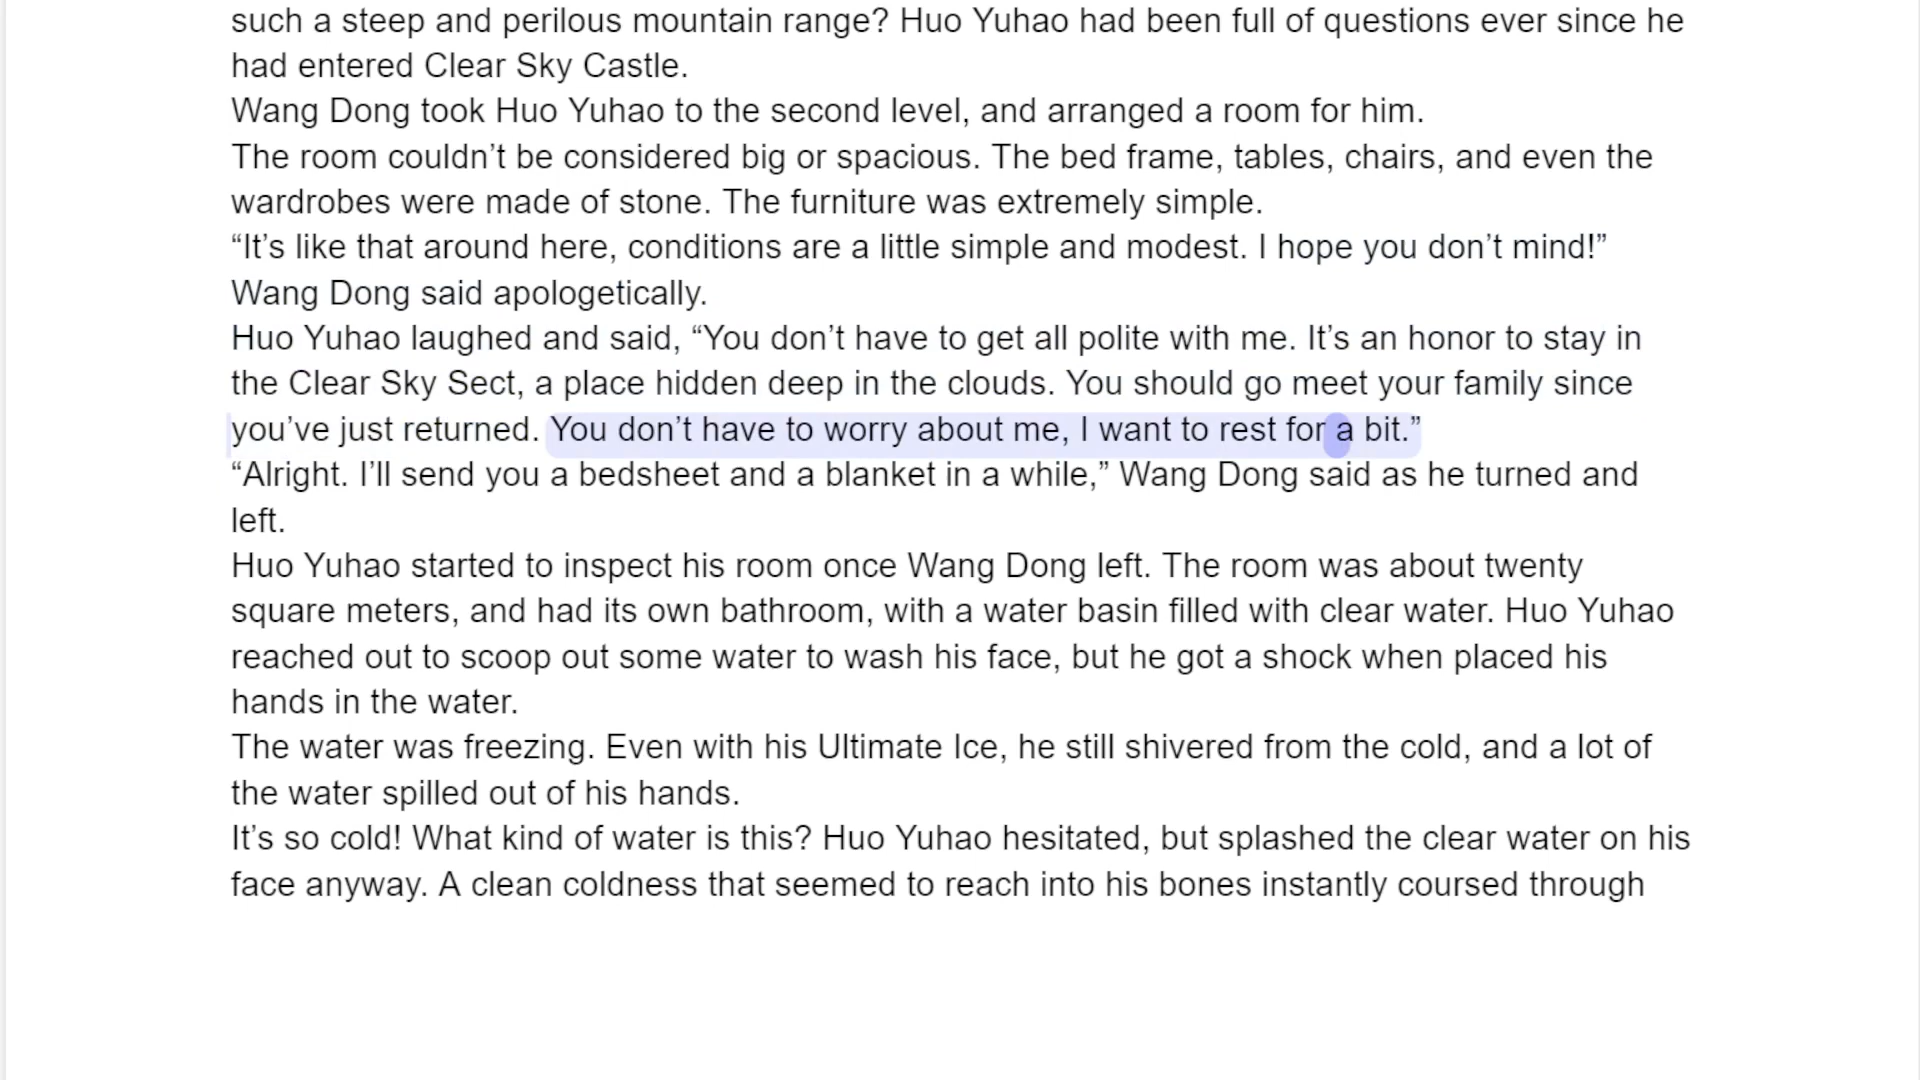 such a steep and perilous mountain range? Huo Yuhao had been full of questions ever since he
had entered Clear Sky Castle.
Wang Dong took Huo Yuhao to the second level, and arranged a room for him.
The room couldn’t be considered big or spacious. The bed frame, tables, chairs, and even the
wardrobes were made of stone. The furniture was extremely simple.
“It’s like that around here, conditions are a little simple and modest. I hope you don’t mind!”
Wang Dong said apologetically.
Huo Yuhao laughed and said, “You don’t have to get all polite with me. It’s an honor to stay in
the Clear Sky Sect, a place hidden deep in the clouds. You should go meet your family since
you’ve just returned. You don’t have to worry about me, I want to rest for a bit.”
“Alright. I’ll send you a bedsheet and a blanket in a while,” Wang Dong said as he turned and
left.
Huo Yuhao started to inspect his room once Wang Dong left. The room was about twenty
square meters, and had its own bathroom, with a water basin filled with clear water. Huo Yuhao
reached out to scoop out some water to wash his face, but he got a shock when placed his
hands in the water.
The water was freezing. Even with his Ultimate Ice, he still shivered from the cold, and a lot of
the water spilled out of his hands.
It’s so cold! What kind of water is this? Huo Yuhao hesitated, but splashed the clear water on his
face anyway. A clean coldness that seemed to reach into his bones instantly coursed through